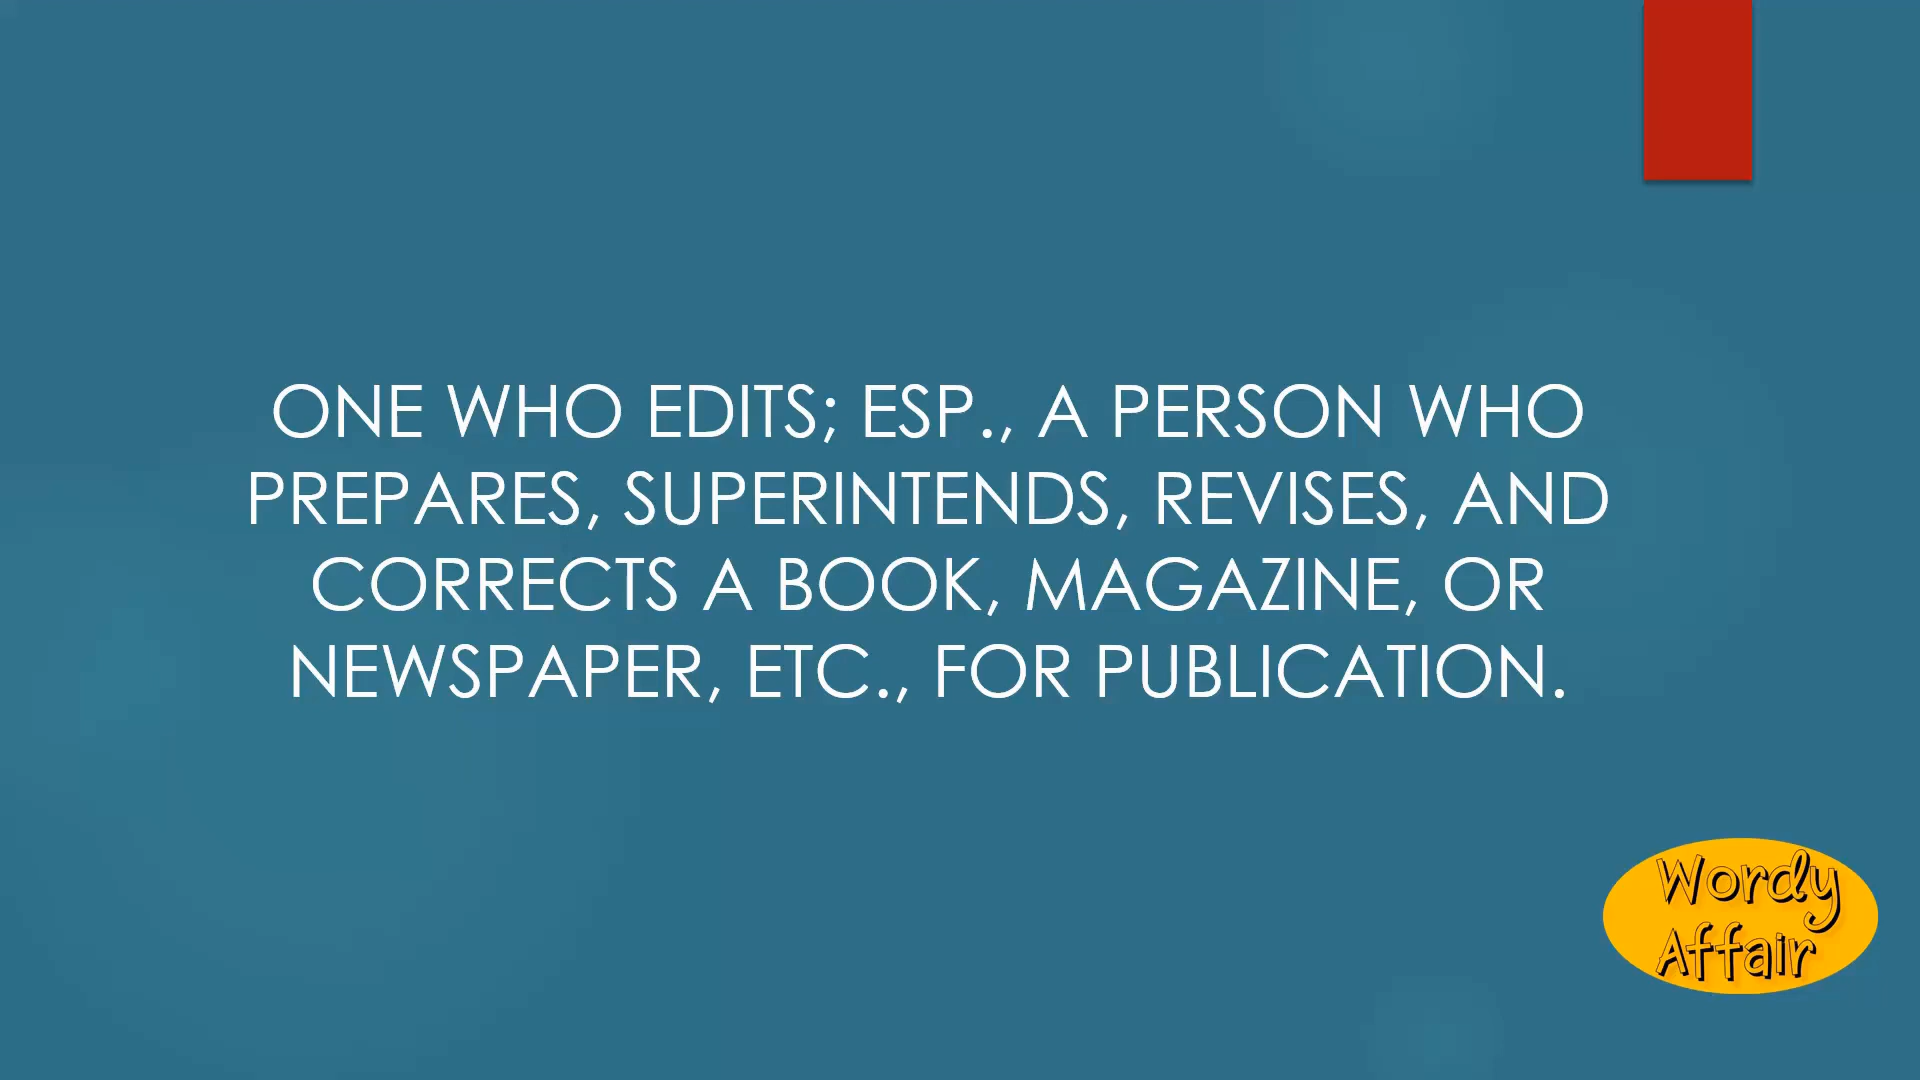 ONE WHO EDITS; ESP., A PERSON WHO
PREPARES, SUPERINTENDS, REVISES, AND
CORRECTS A BOOK, MAGAZINE, OR
NEWSPAPER, ETC., FOR PUBLICATION.
Wordy
Affair